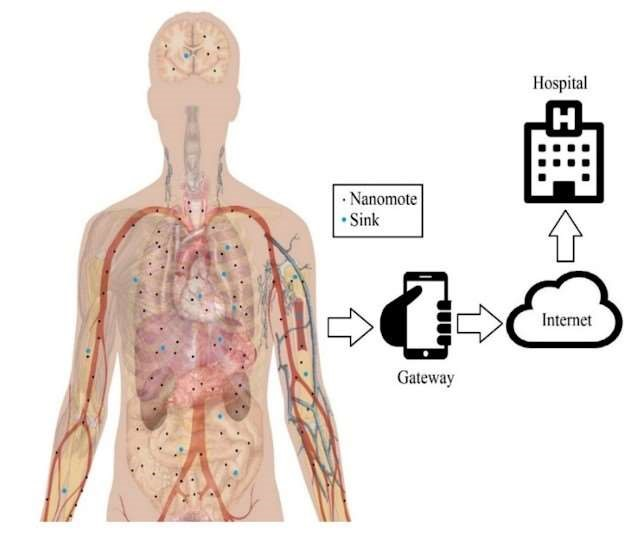 Hospital
H
· Nanomote
• Sink
Internet
Gateway